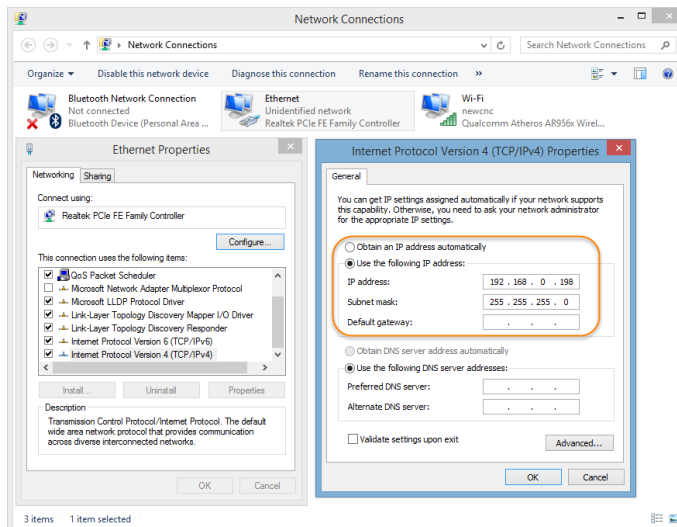 Network Connections
Network Connections
Search Network Connections
Organize
Disable this network device
Diagnose this connection
Rename this connection
»
Bluetooth Network Connection
Not connected
Bluetooth Device (Personal Area ...
Ethernet
Unidentified network
Realtek PCIe FE Family Controller
Wi-Fi
newcnc
Qualcomm Atheros AR956x Wirel...
Ethernet Properties
Networking
Sharing
Connect using:
Realtek PCIe FE Family Controller
Configure...
This connection uses the following items:
QoS Packet Scheduler
Microsoft Network Adapter Multiplexor Protocol
Microsoft LLDP Protocol Driver
Link-Layer Topology Discovery Mapper I/O Driver
Link-Layer Topology Discovery Responder
Internet Protocol Version 6 (TCP/IPv6)
Internet Protocol Version 4 (TCP/IPv4)
Install...
Uninstall
Properties
Description
Transmission Control Protocol/Internet Protocol. The default
wide area network protocol that provides communication
across diverse interconnected networks.
OK
Cancel
Internet Protocol Version 4 (TCP/IPv4) Properties
General
You can get IP settings assigned automatically if your network supports
this capability. Otherwise, you need to ask your network administrator
for the appropriate IP settings.
Obtain an IP address automatically
Use the following IP address:
IP address:
192 . 168 . 0 . 198
Subnet mask:
255 . 255 . 255 . 0
Default gateway:
. . .
Obtain DNS server address automatically
Use the following DNS server addresses:
Preferred DNS server:
. . .
Alternate DNS server:
. . .
Validate settings upon exit
Advanced...
OK
Cancel
3 items
1 item selected